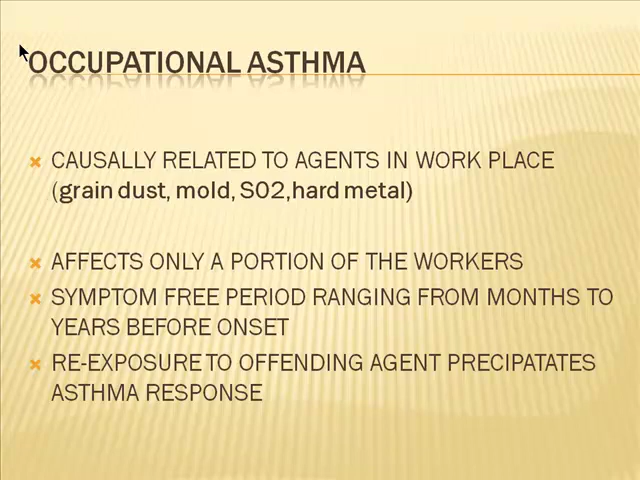 OCCUPATIONAL ASTHMA
CAUSALLY RELATED TO AGENTS IN WORK PLACE
(grain dust, mold, S02,hard metal)
AFFECTS ONLY A PORTION OF THE WORKERS
SYMPTOM FREE PERIOD RANGING FROM MONTHS TO
YEARS BEFORE ONSET
RE-EXPOSURE TO OFFENDING AGENT PRECIPATATES
ASTHMA RESPONSE